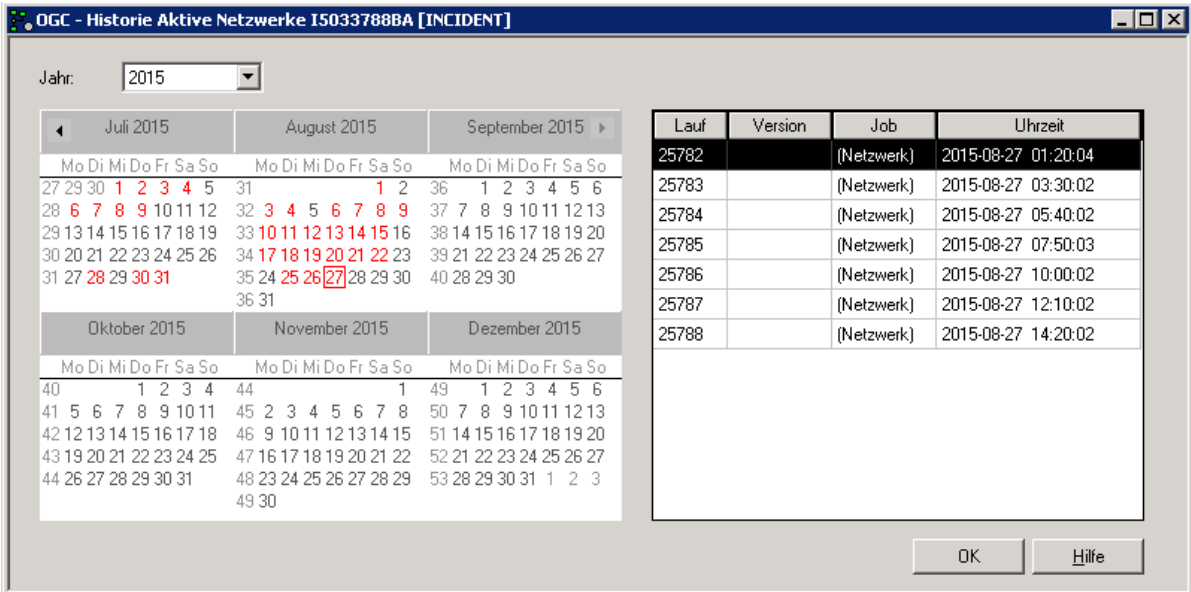 OGC - Historie Aktive Netzwerke I5033788BA [INCIDENT]
Jahr: 2015
Juli 2015 August 2015 September 2015
Mo Di Mi Do Fr Sa So Mo Di Mi Do Fr Sa So Mo Di Mi Do Fr Sa So
27 29 30 1 2 3 4 5 31 1 2 36 1 2 3 4 5 6
28 6 7 8 9 10 11 12 32 3 4 5 6 7 8 9 37 7 8 9 10 11 12 13
29 13 14 15 16 17 18 19 33 10 11 12 13 14 15 16 38 14 15 16 17 18 19 20
30 20 21 22 23 24 25 26 34 17 18 19 20 21 22 23 39 21 22 23 24 25 26 27
31 27 28 29 30 31 35 24 25 26 27 28 29 30 40 28 29 30
36 31
Oktober 2015 November 2015 Dezember 2015
Mo Di Mi Do Fr Sa So Mo Di Mi Do Fr Sa So Mo Di Mi Do Fr Sa So
40 1 2 3 4 44 1 49 1 2 3 4 5 6
41 5 6 7 8 9 10 11 45 2 3 4 5 6 7 8 50 7 8 9 10 11 12 13
42 12 13 14 15 16 17 18 46 9 10 11 12 13 14 15 51 14 15 16 17 18 19 20
43 19 20 21 22 23 24 25 47 16 17 18 19 20 21 22 52 21 22 23 24 25 26 27
44 26 27 28 29 30 31 48 23 24 25 26 27 28 29 53 28 29 30 31 1 2 3
49 30
Lauf Version Job Uhrzeit
25782 (Netzwerk) 2015-08-27 01:20:04
25783 (Netzwerk) 2015-08-27 03:30:02
25784 (Netzwerk) 2015-08-27 05:40:02
25785 (Netzwerk) 2015-08-27 07:50:03
25786 (Netzwerk) 2015-08-27 10:00:02
25787 (Netzwerk) 2015-08-27 12:10:02
25788 (Netzwerk) 2015-08-27 14:20:02
OK Hilfe